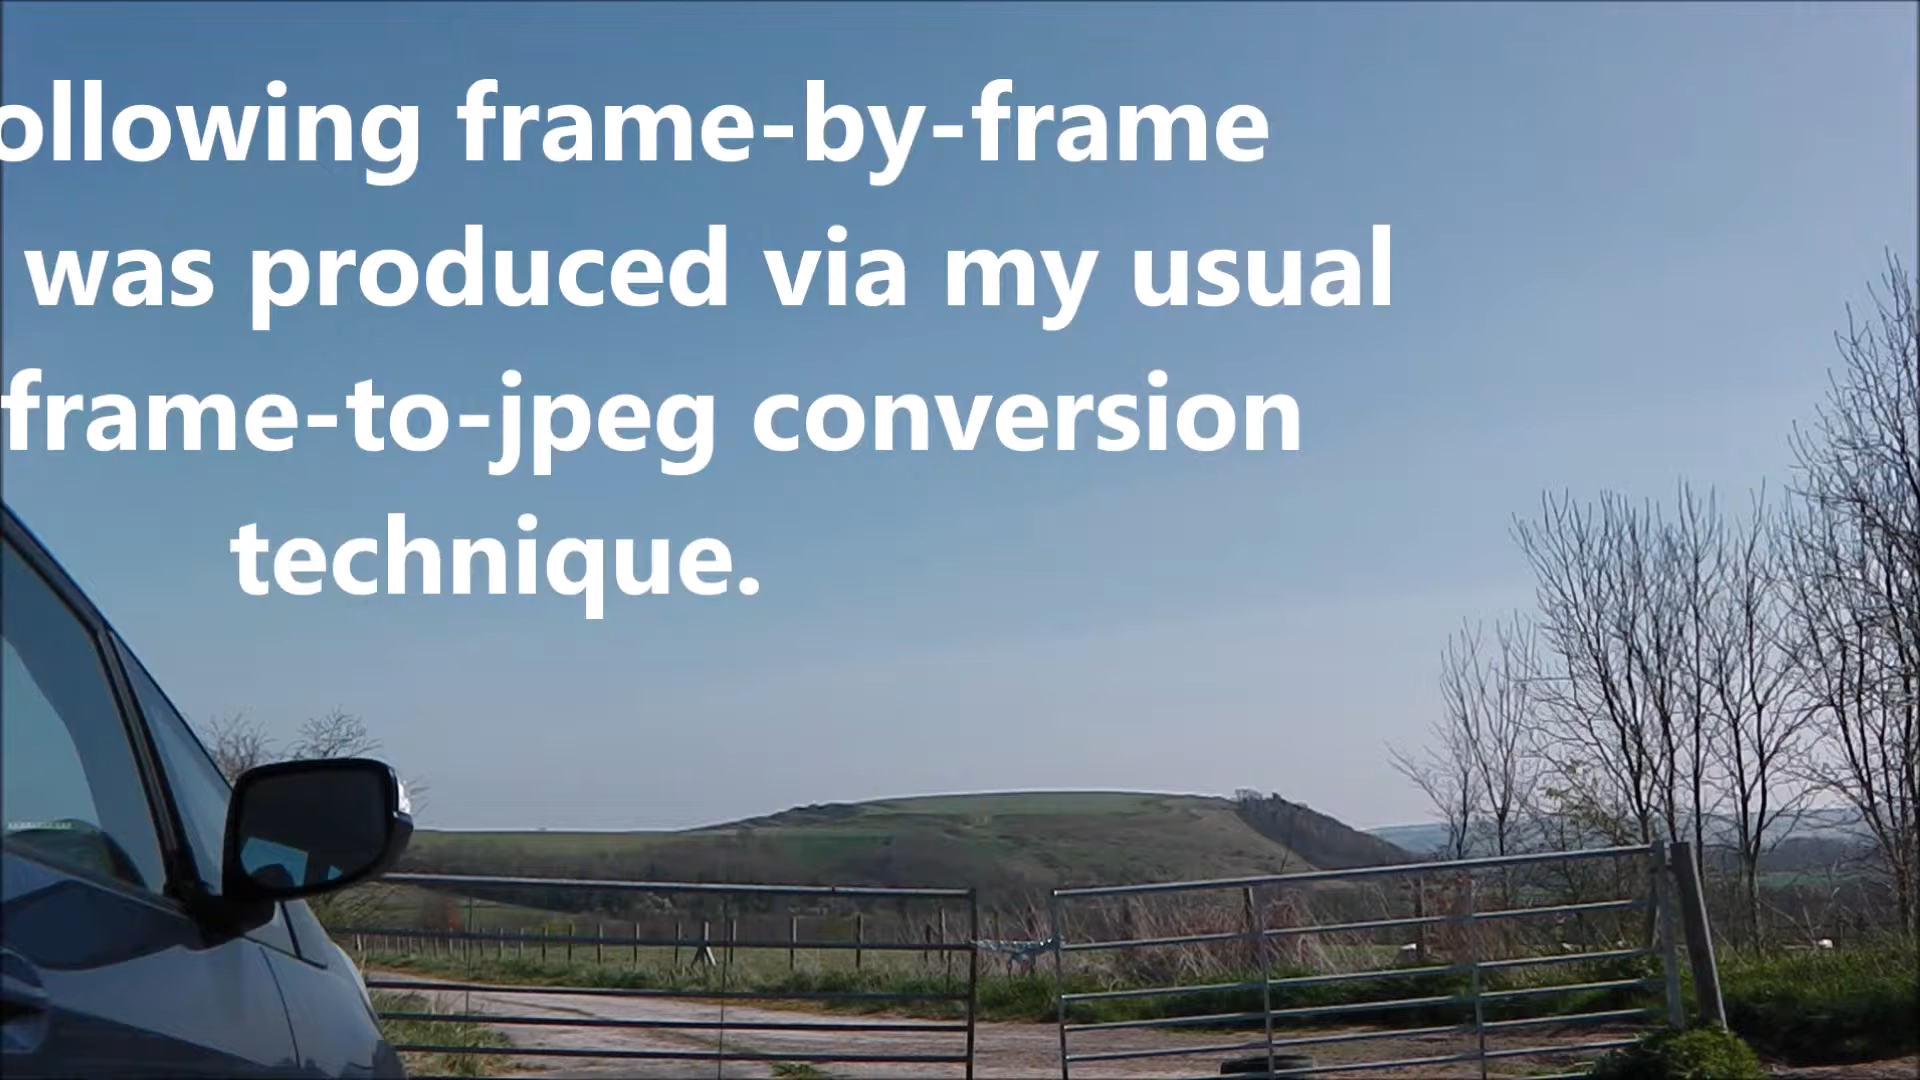 ollowing frame-by-frame
was produced via my usual
frame-to-jpeg conversion
technique.